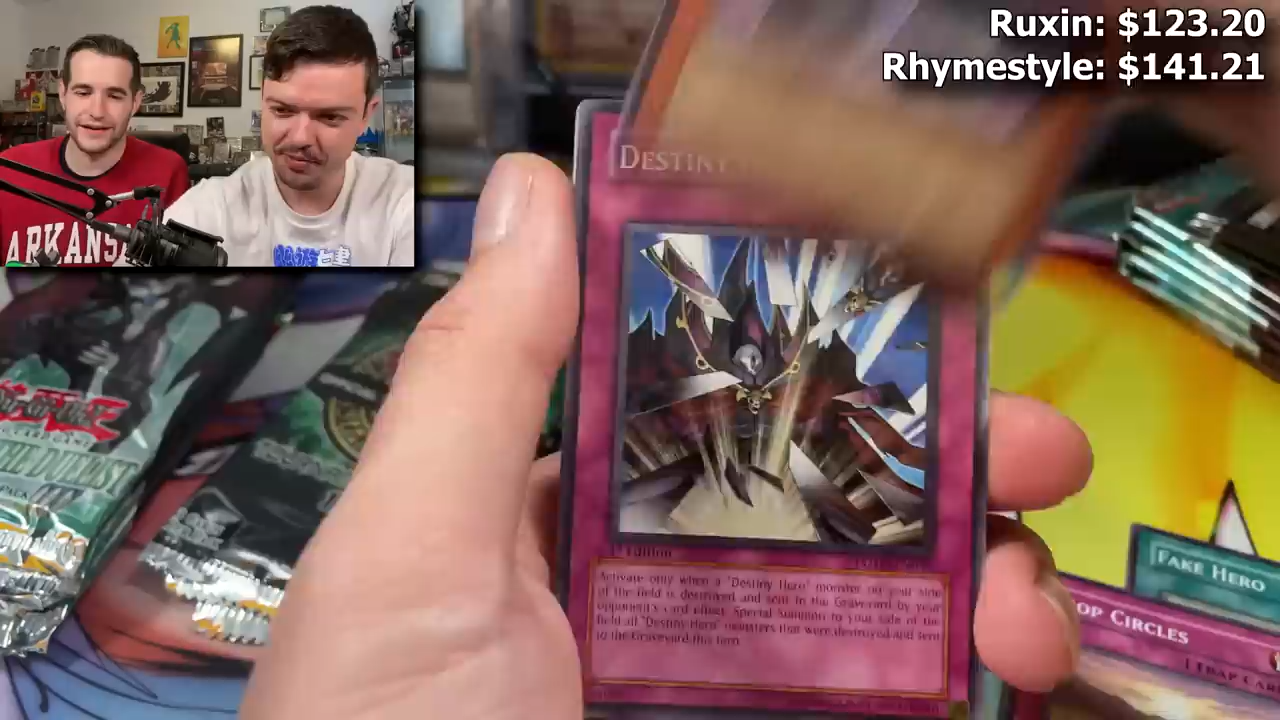 Ruxin: $123.20
Rhymestyle: $141.21
ARKANS
DESTIN
Edition
Activate only when a "Destiny Hero" monster on your side
of the field is destroyed and sent to the Graveyard by your
opponent's card effect. Special Summon to your side of the
field all "Destiny Hero" monsters that were destroyed and sent
to the Graveyard this turn.
FAKE HERO
OP CIRCLES
[TRAP CAR